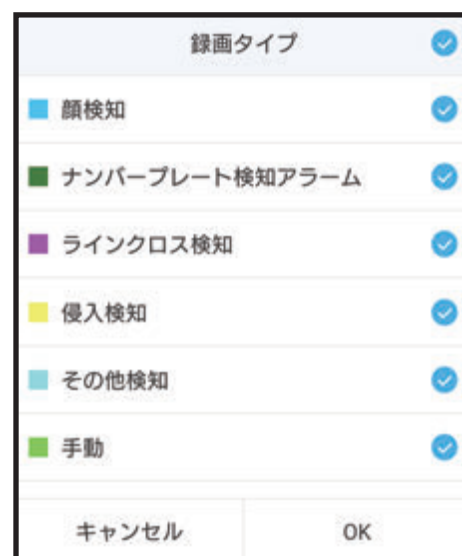 録画タイプ
顔検知
ナンバープレート検知アラーム
ラインクロス検知
侵入検知
その他検知
手動
キャンセル OK